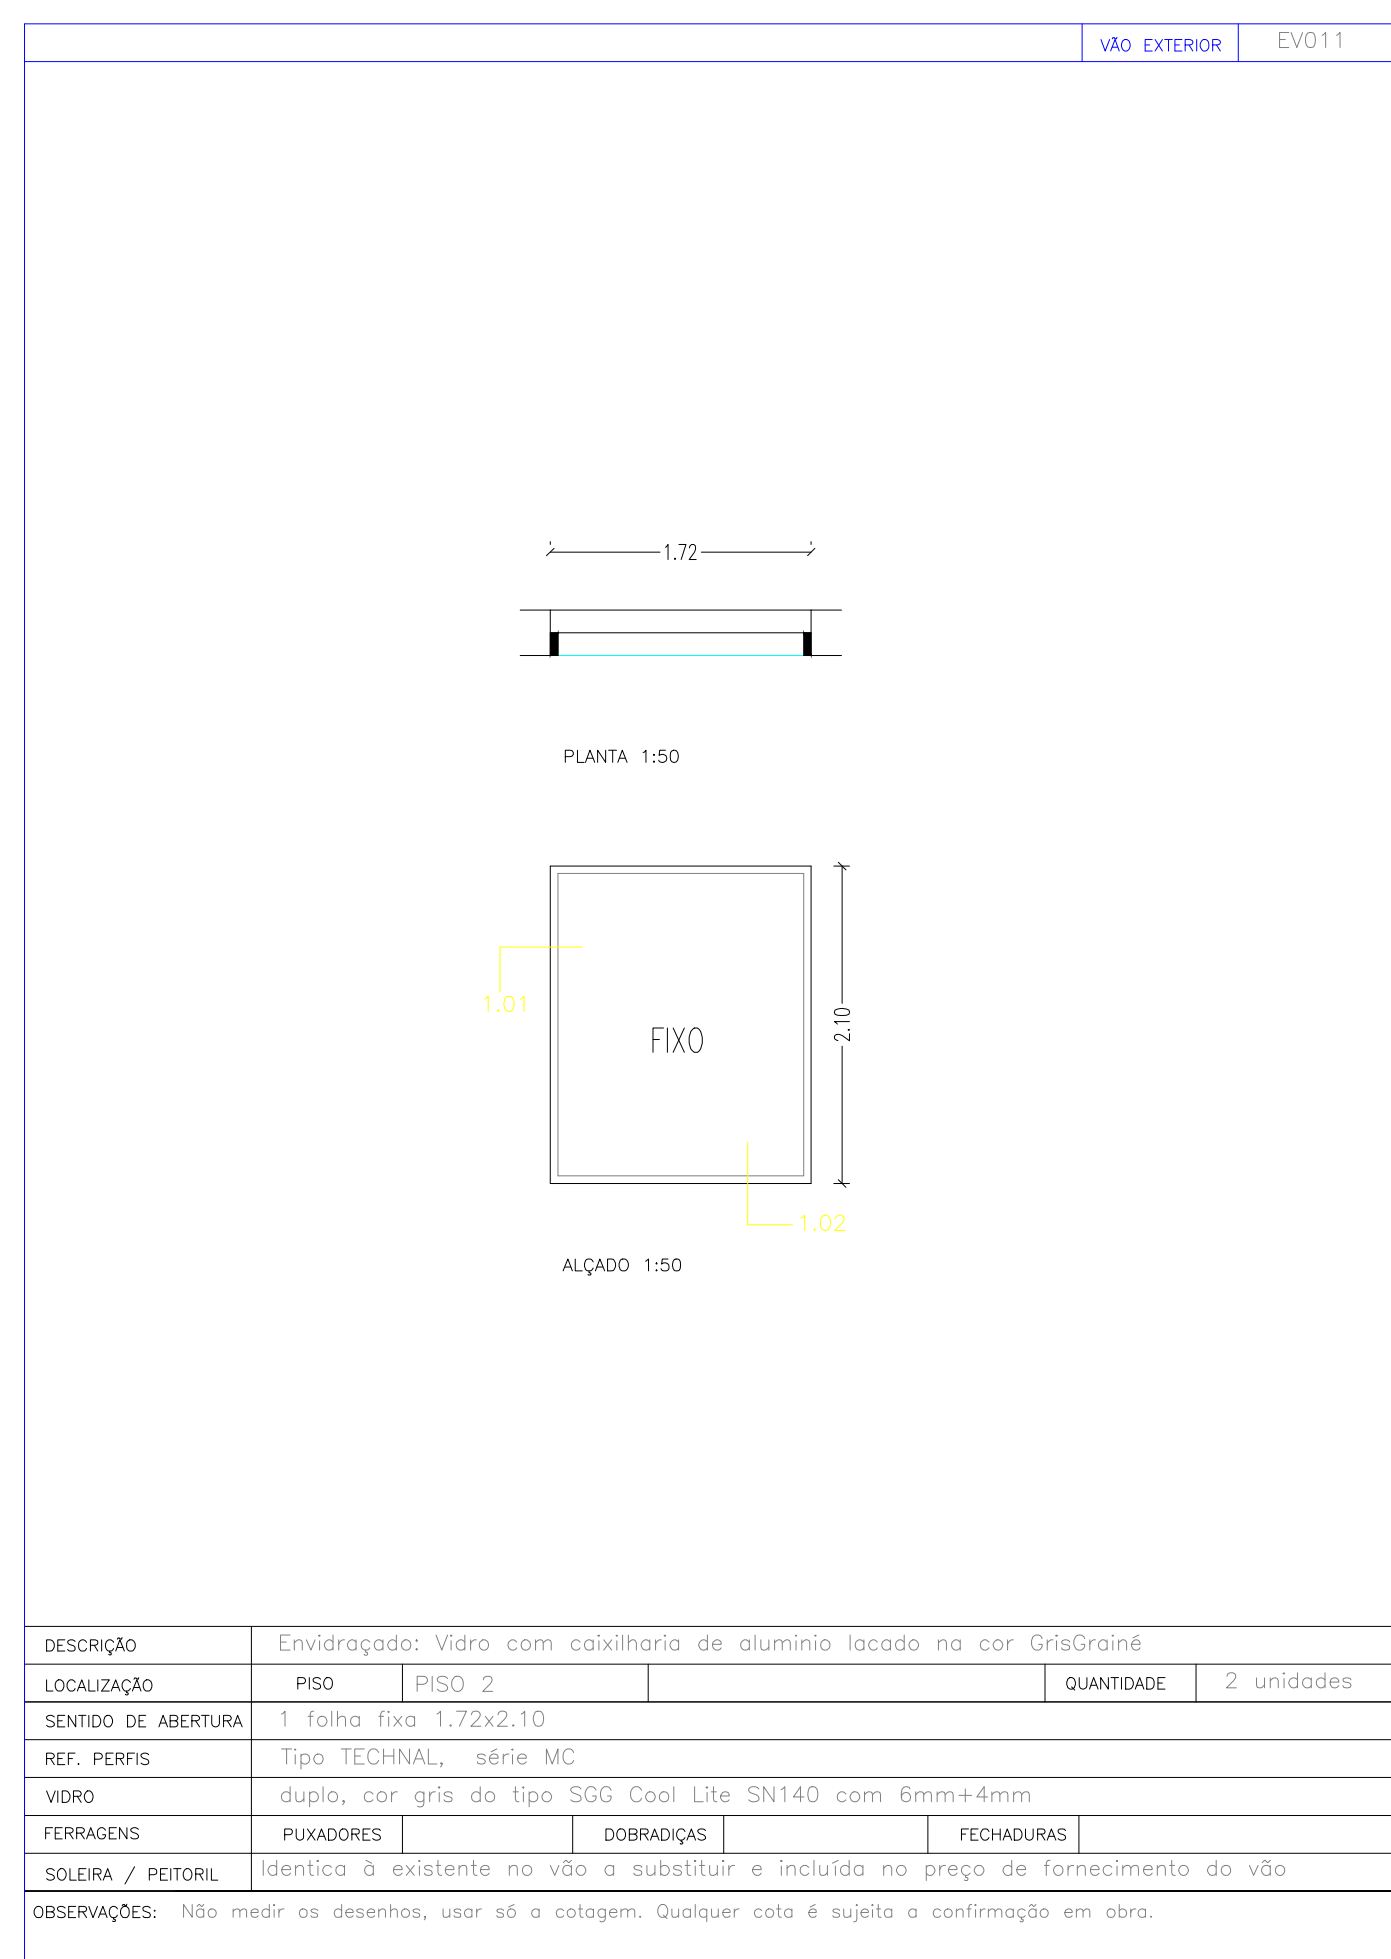 VÃO EXTERIOR EV011
1.72
PLANTA 1:50
1.01
FIXO
2.10
1.02
ALÇADO 1:50
DESCRIÇÃO Envidraçado: Vidro com caixilharia de aluminio lacado na cor GrisGrainé
LOCALIZAÇÃO PISO PISO 2 QUANTIDADE 2 unidades
SENTIDO DE ABERTURA 1 folha fixa 1.72x2.10
REF. PERFIS Tipo TECHNAL, série MC
VIDRO duplo, cor gris do tipo SGG Cool Lite SN140 com 6mm+4mm
FERRAGENS PUXADORES DOBRADIÇAS FECHADURAS
SOLEIRA / PEITORIL Identica à existente no vão a substituir e incluída no preço de fornecimento do vão
OBSERVAÇÕES: Não medir os desenhos, usar só a cotagem. Qualquer cota é sujeita a confirmação em obra.